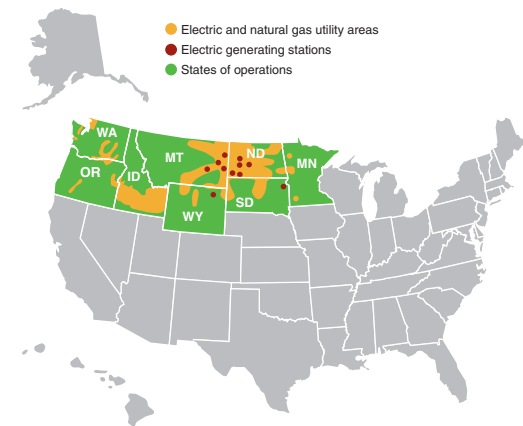 Electric and natural gas utility areas
Electric generating stations
States of operations
WA
MT
ND
MN
OR
ID
SD
WY